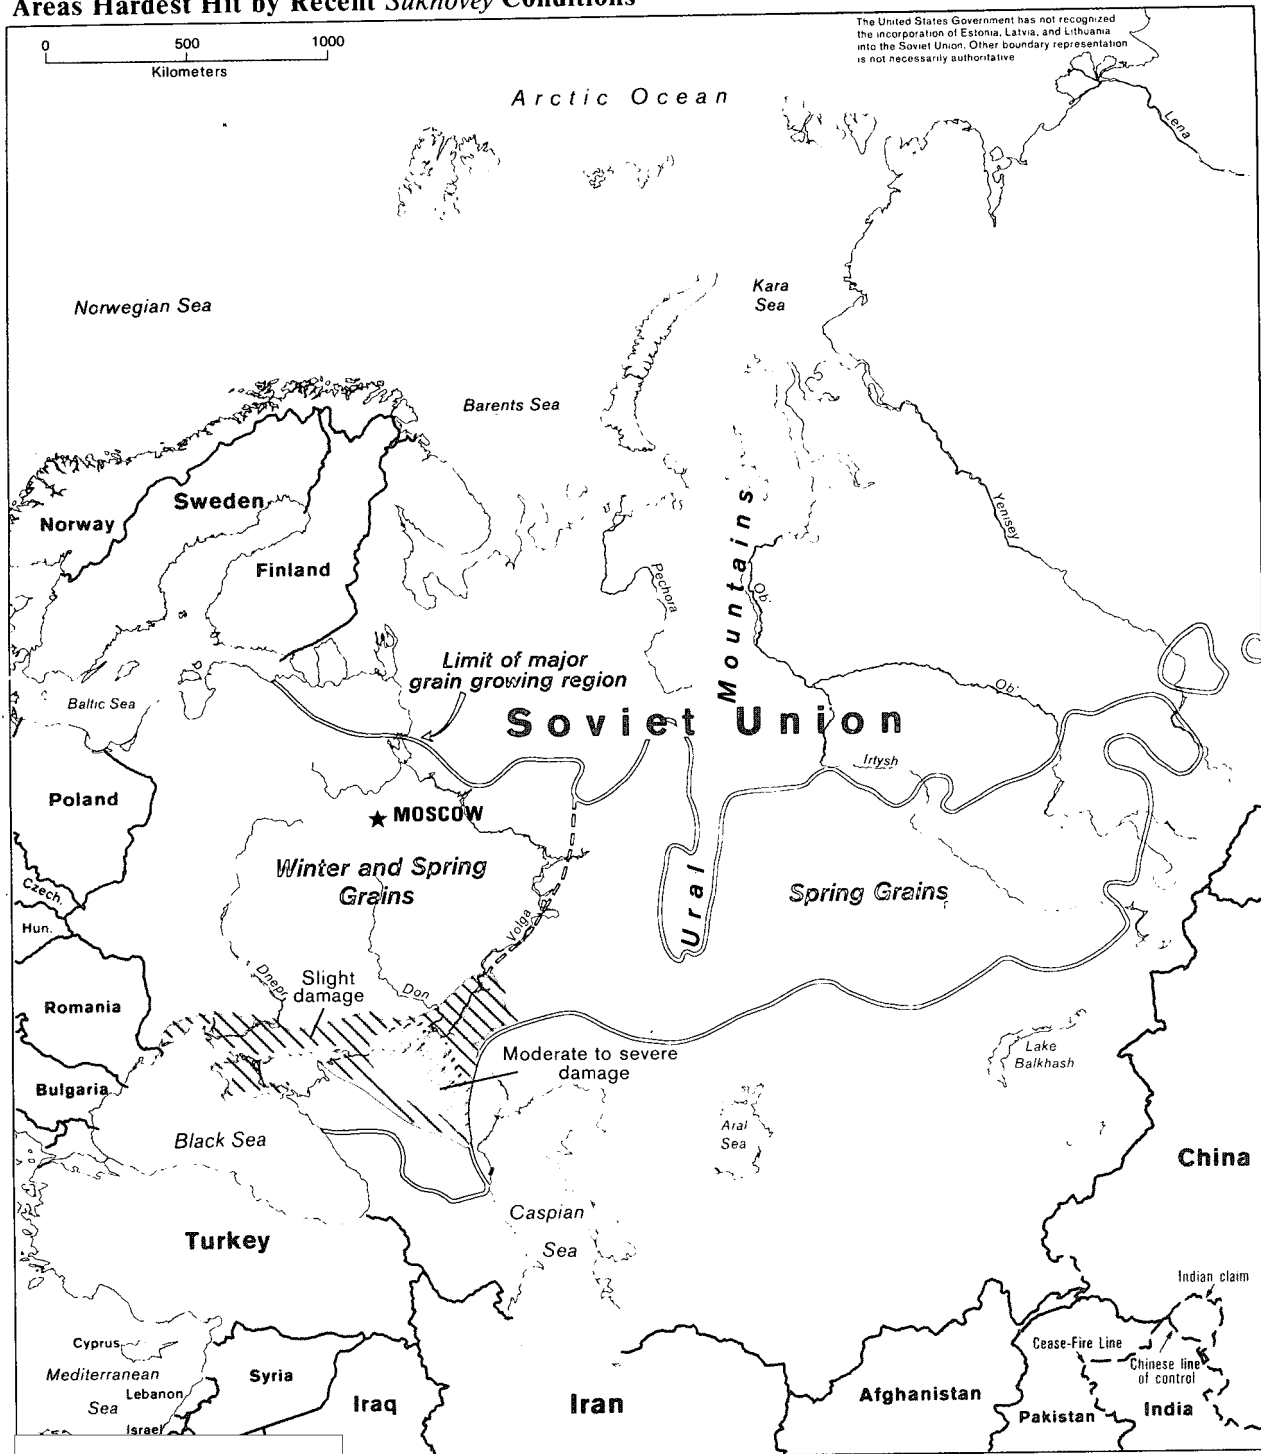 Areas Hardest Hit by Recent Sukhovey Conditions
The United States Government has not recognized
the incorporation of Estonia, Latvia, and Lithuania
into the Soviet Union. Other boundary representation
is not necessarily authoritative
0 500 1000
Kilometers
Arctic Ocean
Lena
Norwegian Sea
Kara
Sea
Barents Sea
Sweden
Norway
Finland
Yenisey
Pechora
Ob'
Mountains
Limit of major
grain growing region
Ob'
Baltic Sea
Soviet Union
Irtysh
Poland
MOSCOW
Winter and Spring
Grains
Spring Grains
Ural
Czech.
Hun.
Volga
Dnepr
Don
Slight
damage
Romania
Moderate to severe
damage
Lake
Balkhash
Bulgaria
Black Sea
Aral
Sea
China
Caspian
Sea
Turkey
Indian claim
Cyprus
Cease-Fire Line
Chinese line
of control
Mediterranean
Sea
Lebanon
Syria
Israel
Iraq
Iran
Afghanistan
Pakistan
India